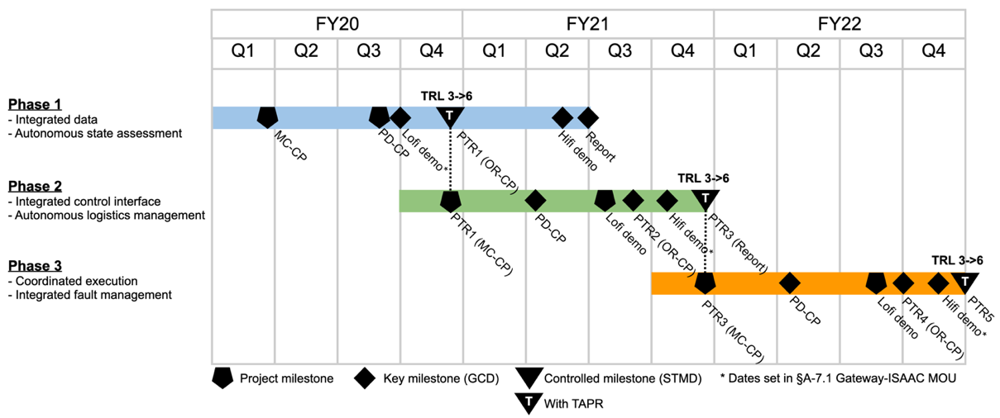 FY20 FY21 FY22
Q1 Q2 Q3 Q4 Q1 Q2 Q3 Q4 Q1 Q2 Q3 Q4
Phase 1
- Integrated data
- Autonomous state assessment
TRL 3->6
T
MC-CP
PD-CP
Lofi demo*
PTR1 (OR-CP)
Hifi demo
Report
Phase 2
- Integrated control interface
- Autonomous logistics management
TRL 3->6
T
PTR1 (MC-CP)
PD-CP
Lofi demo
PTR2 (OR-CP)
Hifi demo*
PTR3 (Report)
Phase 3
- Coordinated execution
- Integrated fault management
TRL 3->6
T
PTR3 (MC-CP)
PD-CP
Lofi demo
PTR4 (OR-CP)
Hifi demo*
PTR5
Project milestone Key milestone (GCD) Controlled milestone (STMD) * Dates set in §A-7.1 Gateway-ISAAC MOU
T With TAPR